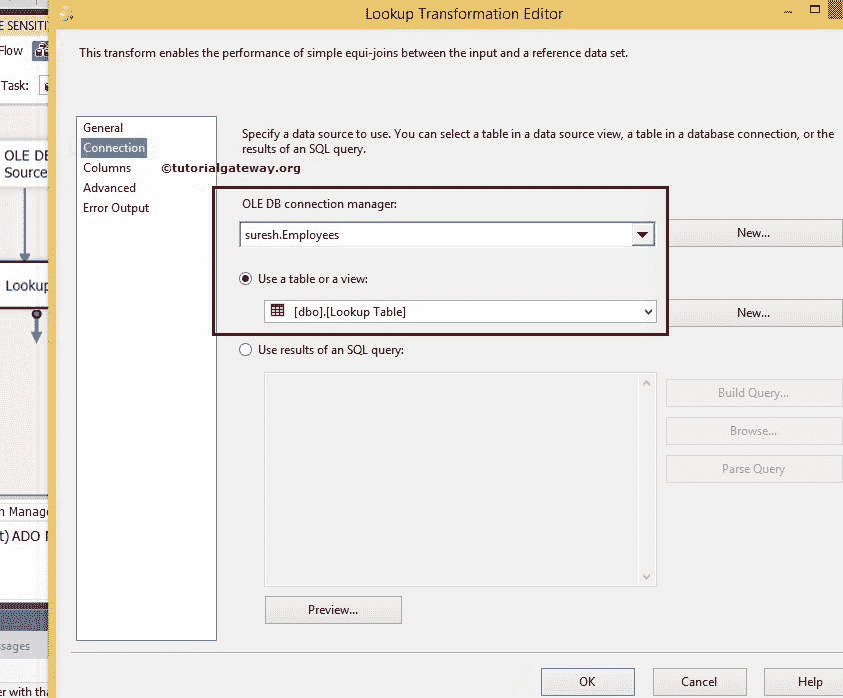 Lookup Transformation Editor
E SENSITI
This transform enables the performance of simple equi-joins between the input and a reference data set.
Flow
Task:
General
Connection
Columns
Advanced
Error Output
©tutorialgateway.org
Specify a data source to use. You can select a table in a data source view, a table in a database connection, or the
results of an SQL query.
OLE DB
Source
OLE DB connection manager:
suresh.Employees
New...
Use a table or a view:
Lookup
[dbo].[Lookup Table]
New...
Use results of an SQL query:
Build Query...
Browse...
Parse Query
n Manag
t) ADO
Preview...
ssages
OK
Cancel
Help
er with tha